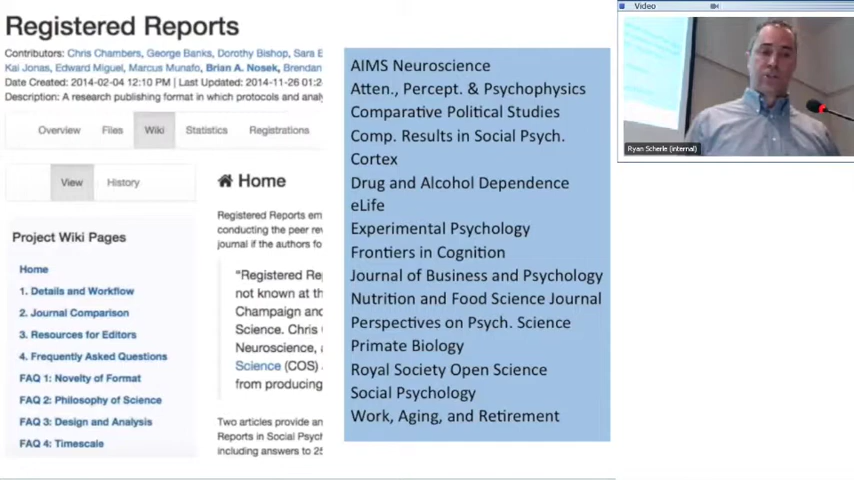 Registered Reports
Contributors: Chris Chambers, George Banks, Dorothy Bishop, Sara E
Kai Jonas, Edward Miguel, Marcus Munafo, Brian A. Nosek, Brendan
Date Created: 2014-02-04 12:10 PM | Last Updated: 2014-11-26 01:2
Description: A research publishing format in which protocols and analy
Overview Files Wiki Statistics Registrations
View History
Project Wiki Pages
Home
1. Details and Workflow
2. Journal Comparison
3. Resources for Editors
4. Frequently Asked Questions
FAQ 1: Novelty of Format
FAQ 2: Philosophy of Science
FAQ 3: Design and Analysis
FAQ 4: Timescale
Home
Registered Reports em
conducting the peer rev
journal if the authors fo
"Registered Re
not known at th
Champaign and
Science. Chris
Neuroscience, a
Science (COS)
from producing
Two articles provide an
Reports in Social Psych
including answers to 25
AIMS Neuroscience
Atten., Percept. & Psychophysics
Comparative Political Studies
Comp. Results in Social Psych.
Cortex
Drug and Alcohol Dependence
eLife
Experimental Psychology
Frontiers in Cognition
Journal of Business and Psychology
Nutrition and Food Science Journal
Perspectives on Psych. Science
Primate Biology
Royal Society Open Science
Social Psychology
Work, Aging, and Retirement
Video
Ryan Scherle (internal)